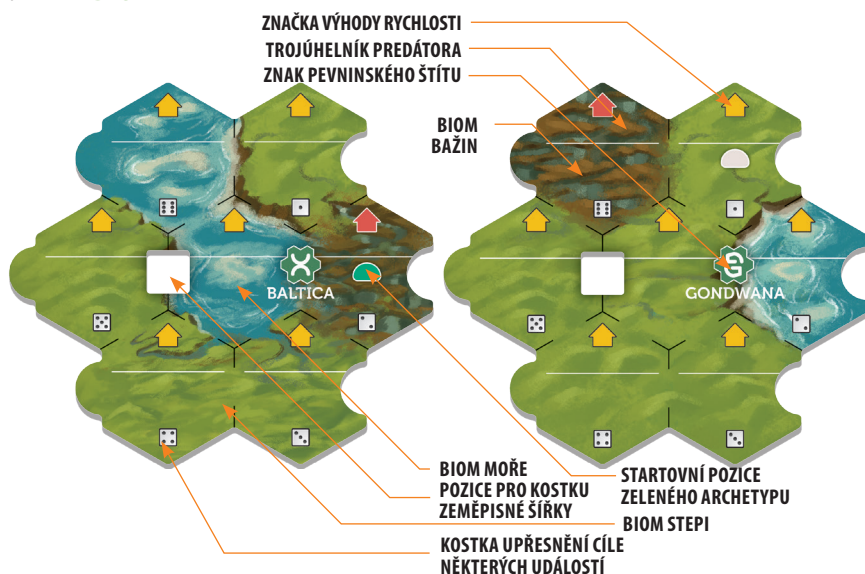 ZNAČKA VÝHODY RYCHLOSTI
TROJÚHELNÍK PREDÁTORA
ZNAK PEVNINSKÉHO ŠTÍTU
BIOM
BAŽIN
BALTICA
GONDWANA
BIOM MOŘE
POZICE PRO KOSTKU
ZEMĚPISNÉ ŠÍŘKY
STARTOVNÍ POZICE
ZELENÉHO ARCHETYPU
BIOM STEPI
KOSTKA UPŘESNĚNÍ CÍLE
NĚKTERÝCH UDÁLOSTÍ